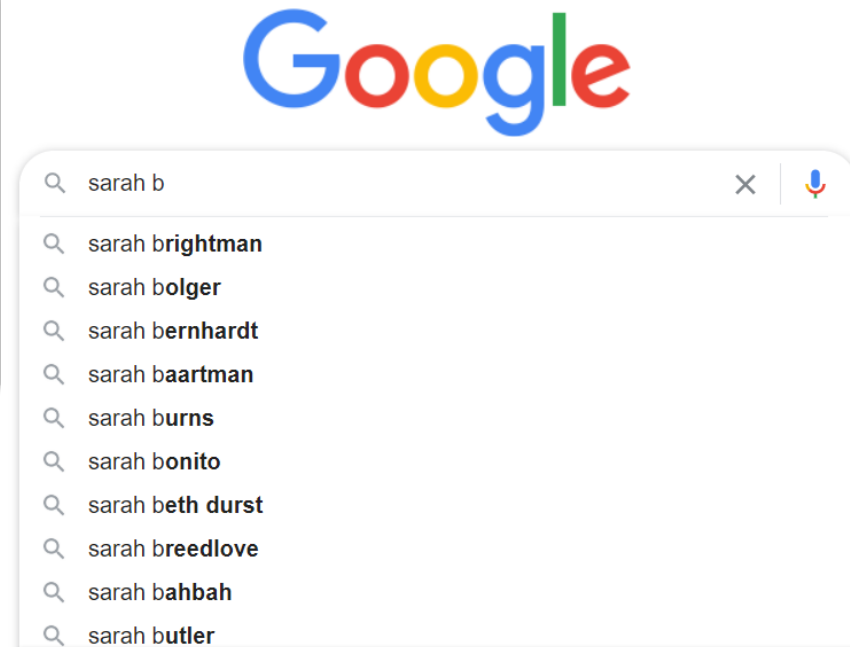 Google
sarah b
sarah brightman
sarah bolger
sarah bernhardt
sarah baartman
sarah burns
sarah bonito
sarah beth durst
sarah breedlove
sarah bahbah
sarah butler